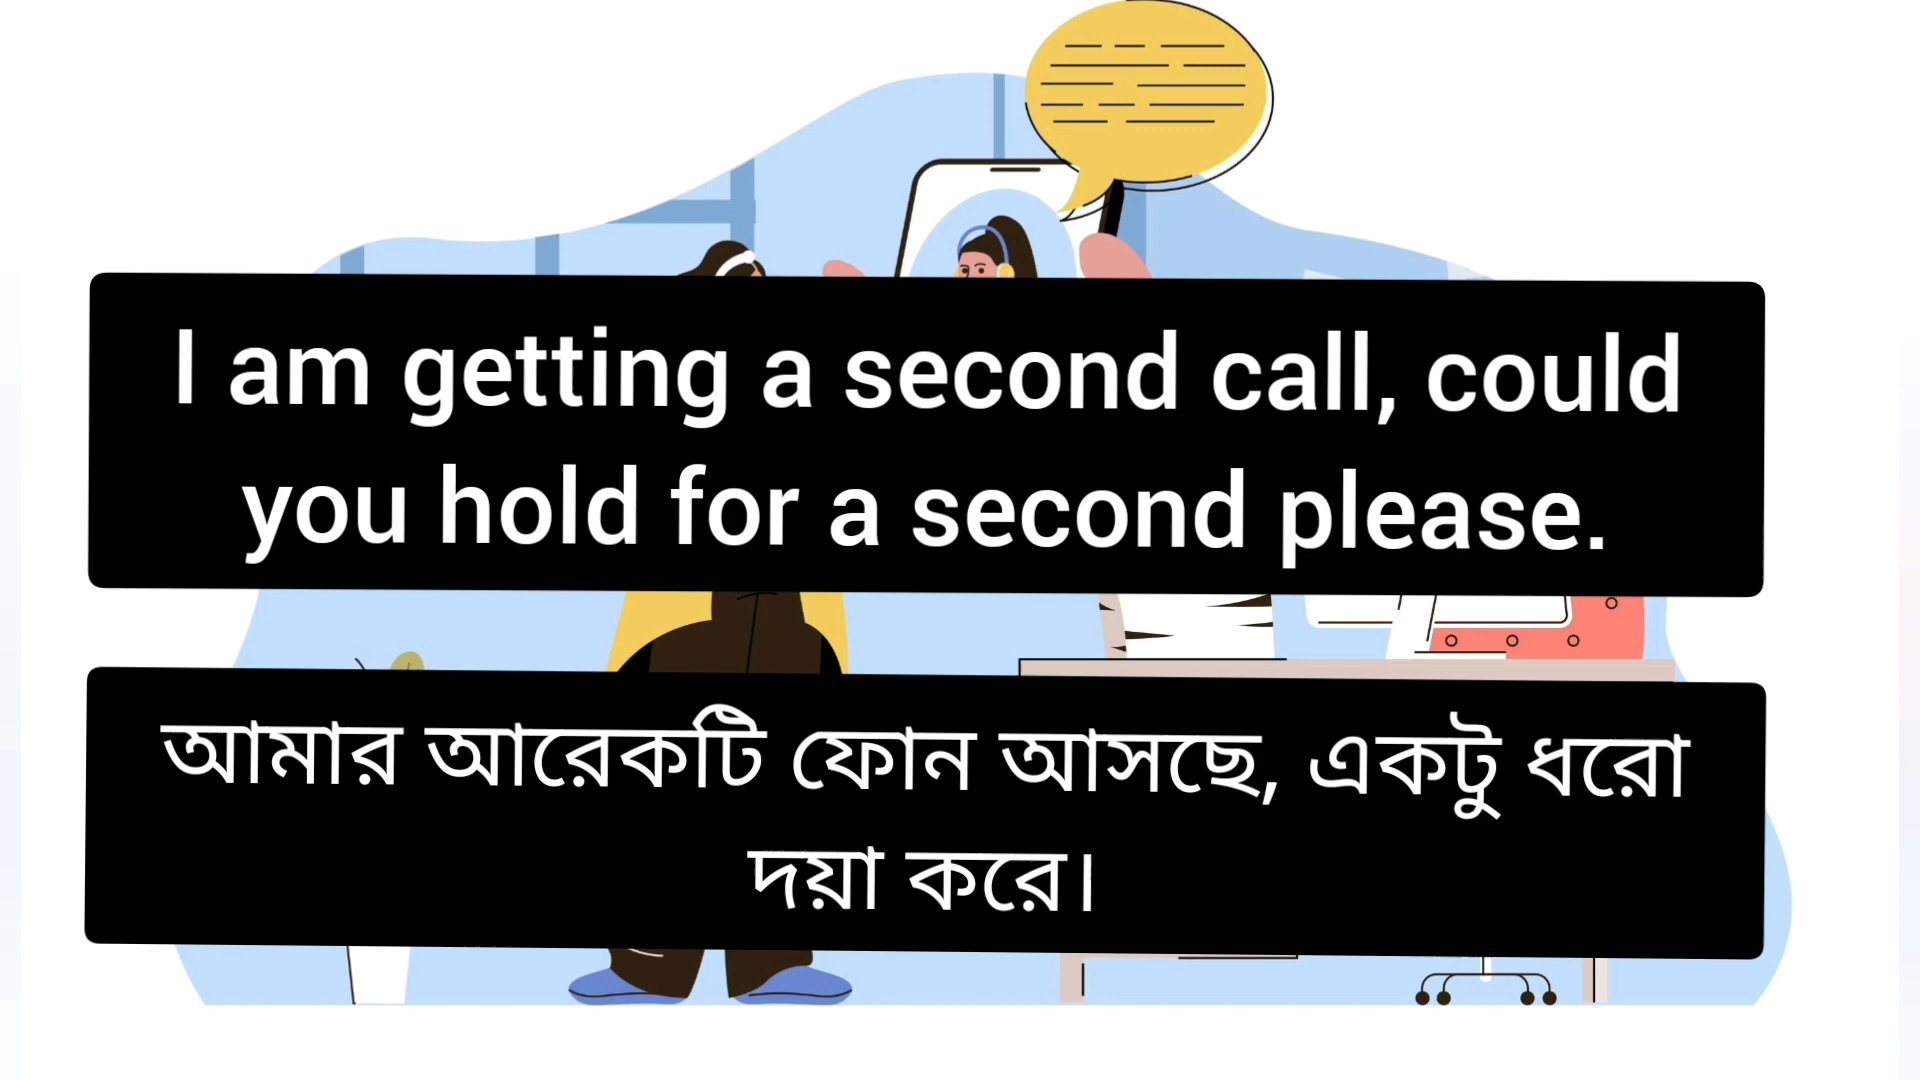 I am getting a second call, could
you hold for a second please.
আমার আরেকটি ফোন আসছে, একটু ধরো
দয়া করে।